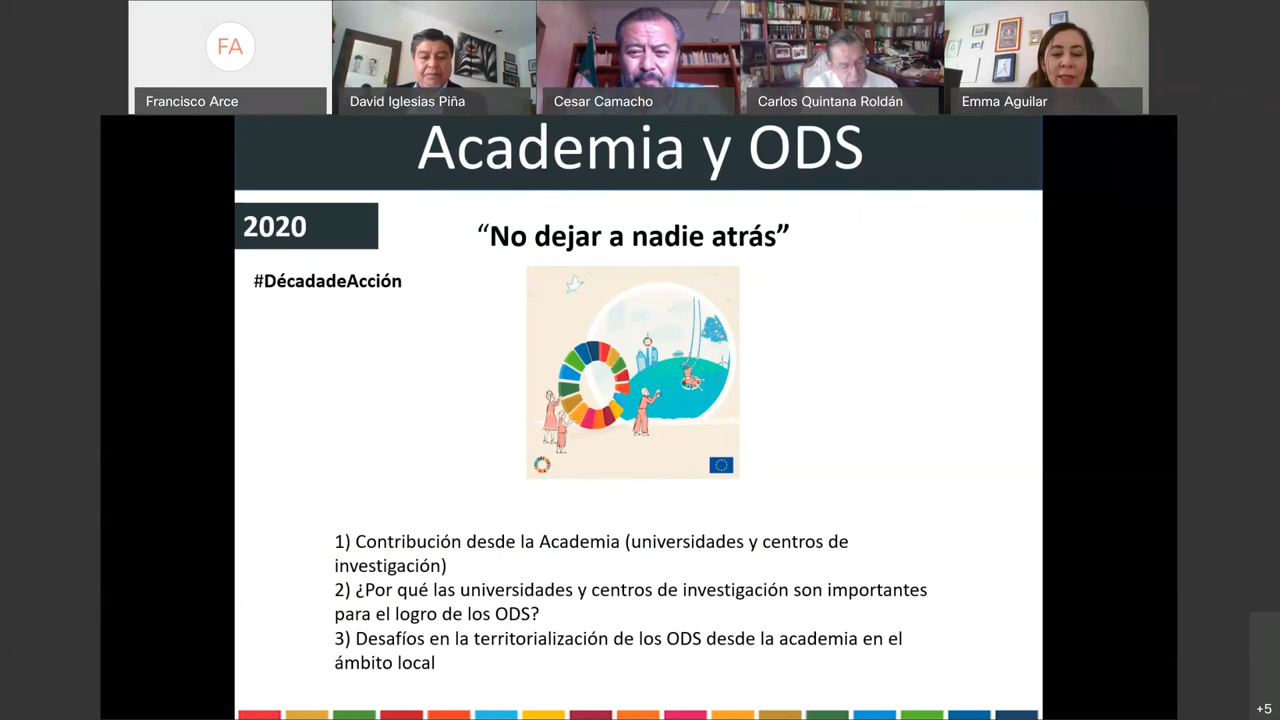 FA
Francisco Arce
David Iglesias Piña
Cesar Camacho
Carlos Quintana Roldán
Emma Aguilar
Academia y ODS
2020
“No dejar a nadie atrás”
#DécadadeAcción
1) Contribución desde la Academia (universidades y centros de
investigación)
2) ¿Por qué las universidades y centros de investigación son importantes
para el logro de los ODS?
3) Desafíos en la territorialización de los ODS desde la academia en el
ámbito local
+5